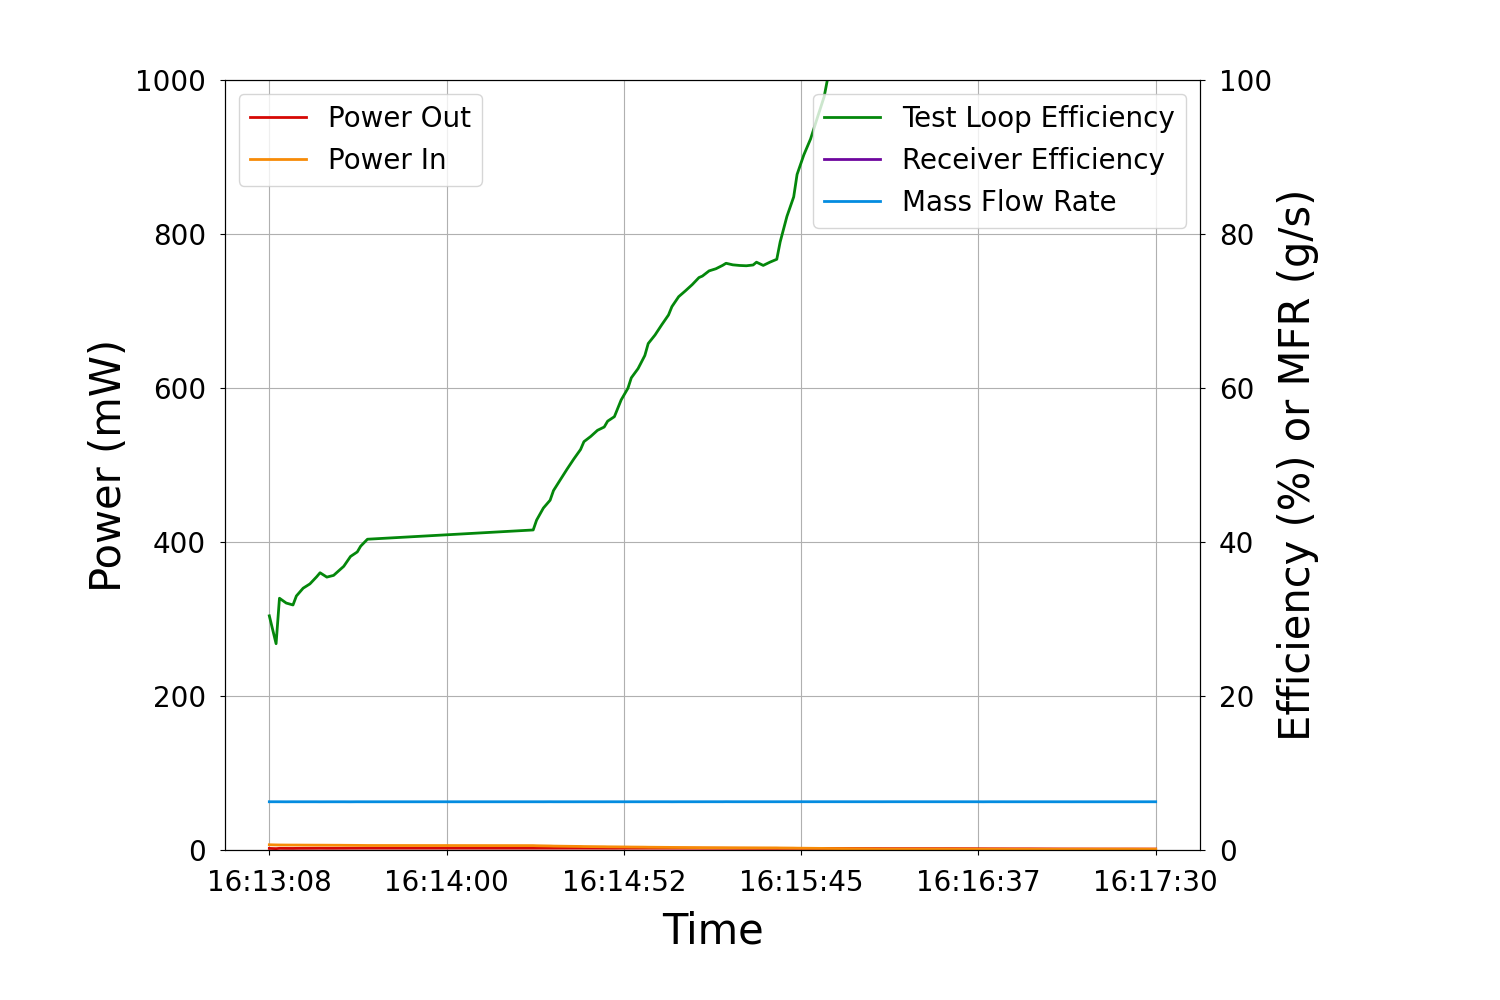 1000
800
600
400
200
0
Power (mW)
Power Out
Power In
Test Loop Efficiency
Receiver Efficiency
Mass Flow Rate
100
80
60
40
20
0
Efficiency (%) or MFR (g/s)
16:13:08 16:14:00 16:14:52 16:15:45 16:16:37 16:17:30
Time